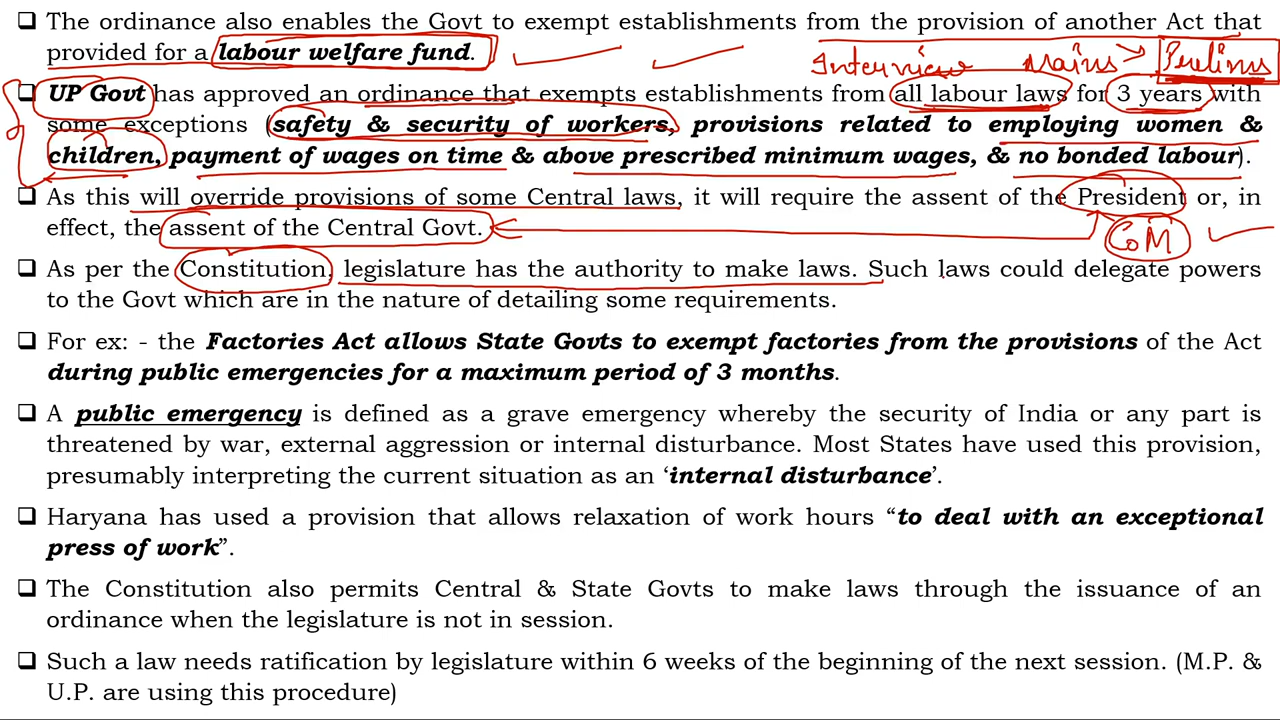 ❑ The ordinance also enables the Govt to exempt establishments from the provision of another Act that
provided for a labour welfare fund.
Interview Mains > Prelims
❑ UP Govt has approved an ordinance that exempts establishments from all labour laws for 3 years with
some exceptions (safety & security of workers, provisions related to employing women &
children, payment of wages on time & above prescribed minimum wages, & no bonded labour).
❑ As this will override provisions of some Central laws, it will require the assent of the President or, in
effect, the assent of the Central Govt.
CoM
❑ As per the Constitution, legislature has the authority to make laws. Such laws could delegate powers
to the Govt which are in the nature of detailing some requirements.
❑ For ex: - the Factories Act allows State Govts to exempt factories from the provisions of the Act
during public emergencies for a maximum period of 3 months.
❑ A public emergency is defined as a grave emergency whereby the security of India or any part is
threatened by war, external aggression or internal disturbance. Most States have used this provision,
presumably interpreting the current situation as an ‘internal disturbance’.
❑ Haryana has used a provision that allows relaxation of work hours “to deal with an exceptional
press of work”.
❑ The Constitution also permits Central & State Govts to make laws through the issuance of an
ordinance when the legislature is not in session.
❑ Such a law needs ratification by legislature within 6 weeks of the beginning of the next session. (M.P. &
U.P. are using this procedure)